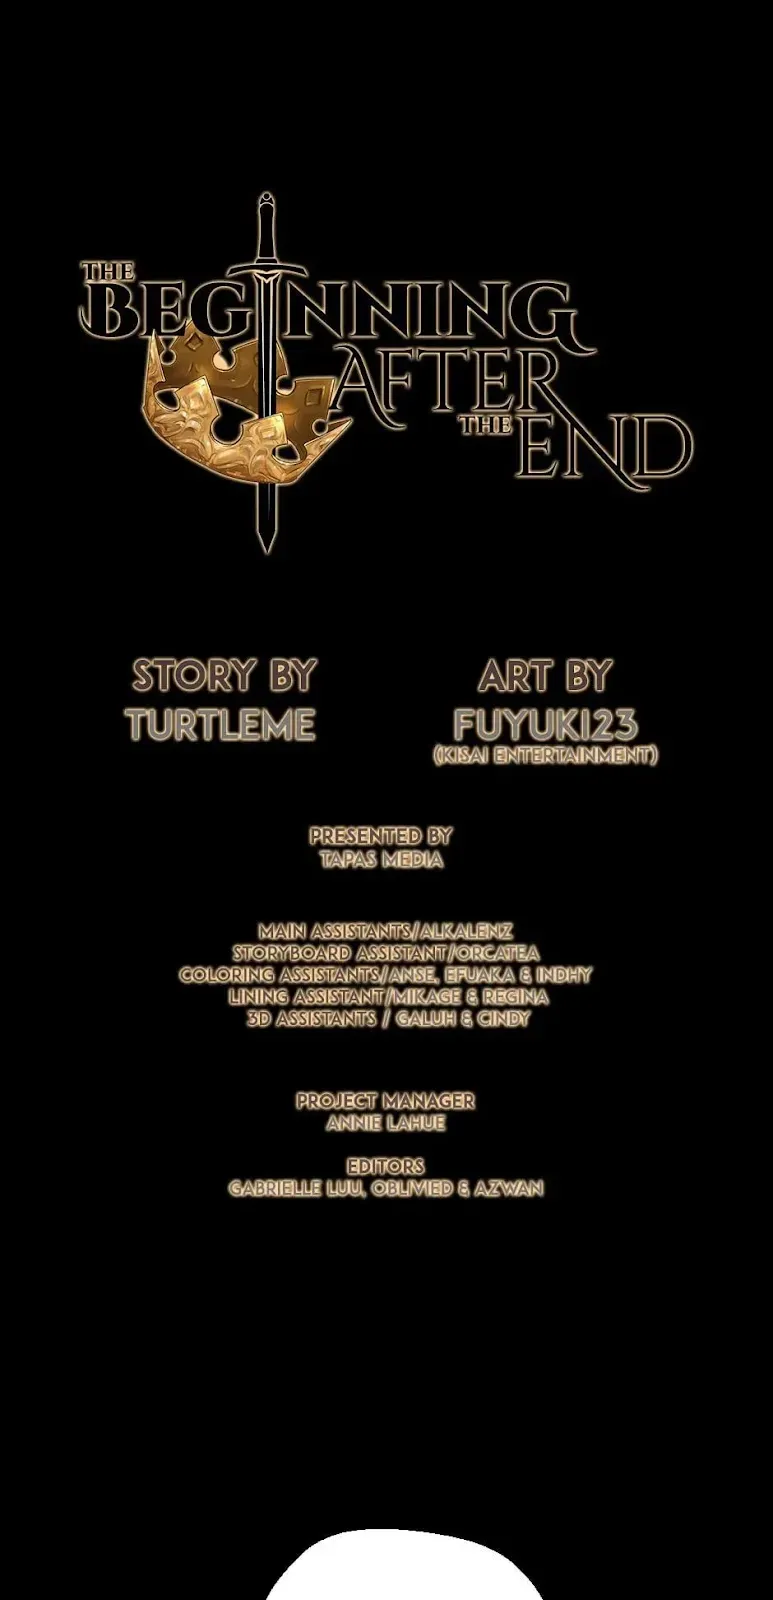 THE
BEGINNING
AFTER
THE END
STORY BY
TURTLEME
ART BY
FUYUKI23
(KISAI ENTERTAINMENT)
PRESENTED BY
TAPAS MEDIA
MAIN ASSISTANTS/ALKALENZ
STORYBOARD ASSISTANT/ORCATEA
COLORING ASSISTANTS/ANSE, EFUAKA & INDHY
LINING ASSISTANT/MIKAGE & REGINA
3D ASSISTANTS / GALUH & CINDY
PROJECT MANAGER
ANNIE LAHUE
EDITORS
GABRIELLE LUU, OBLIVIED & AZWAN